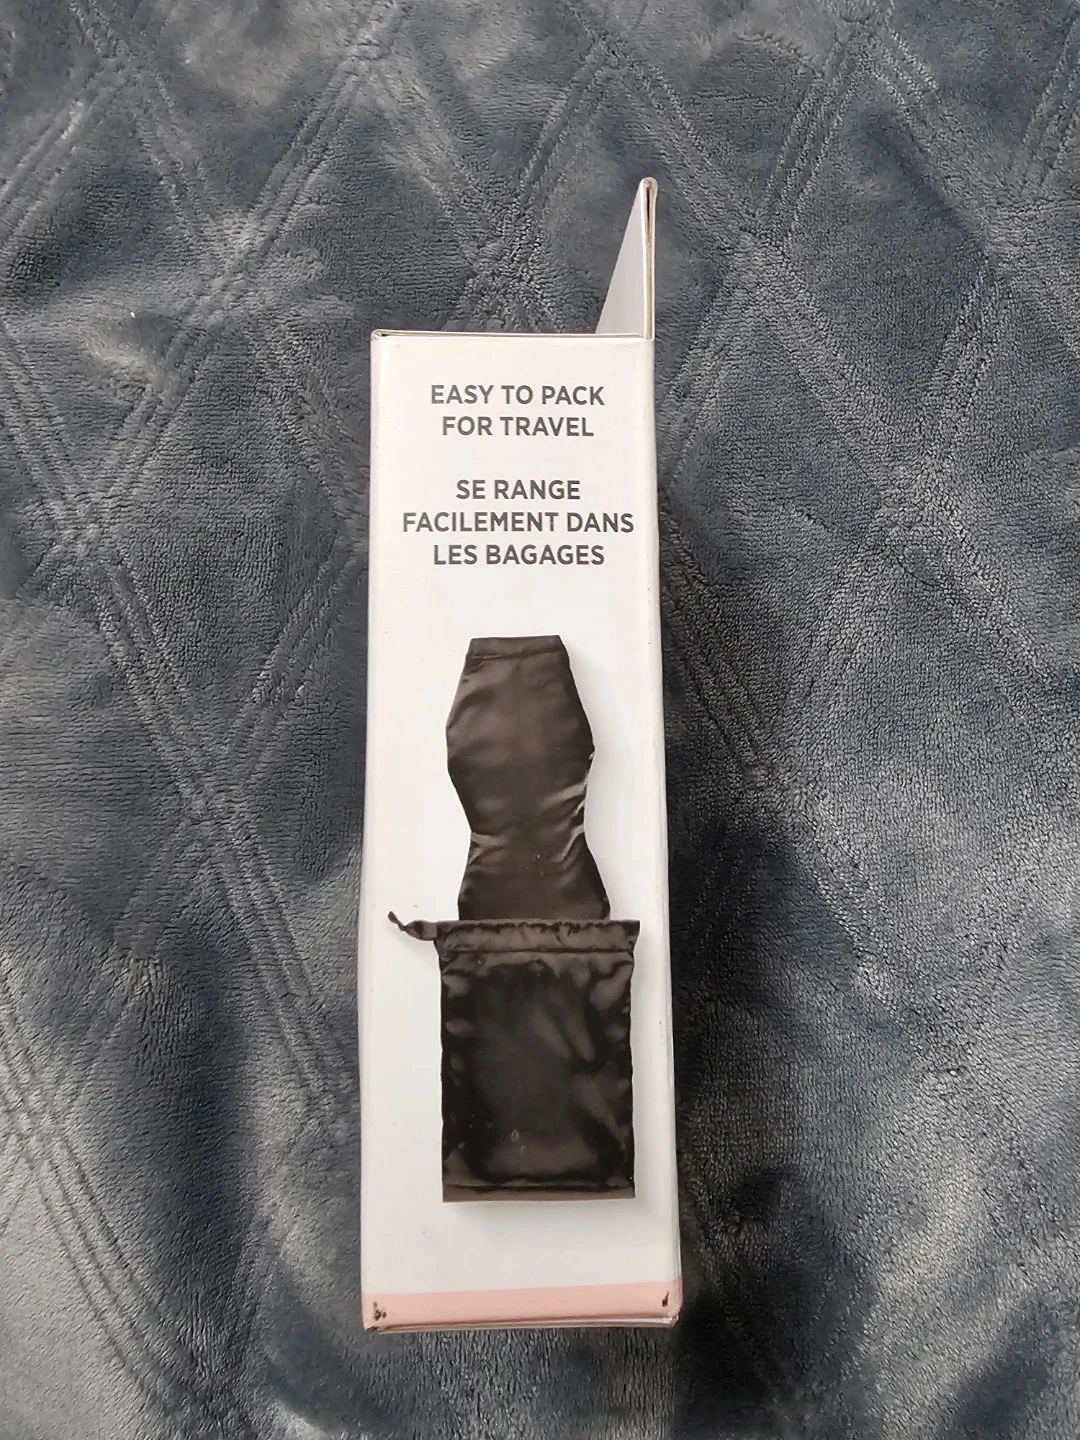 EASY TO PACK
FOR TRAVEL
SE RANGE
FACILEMENT DANS
LES BAGAGES